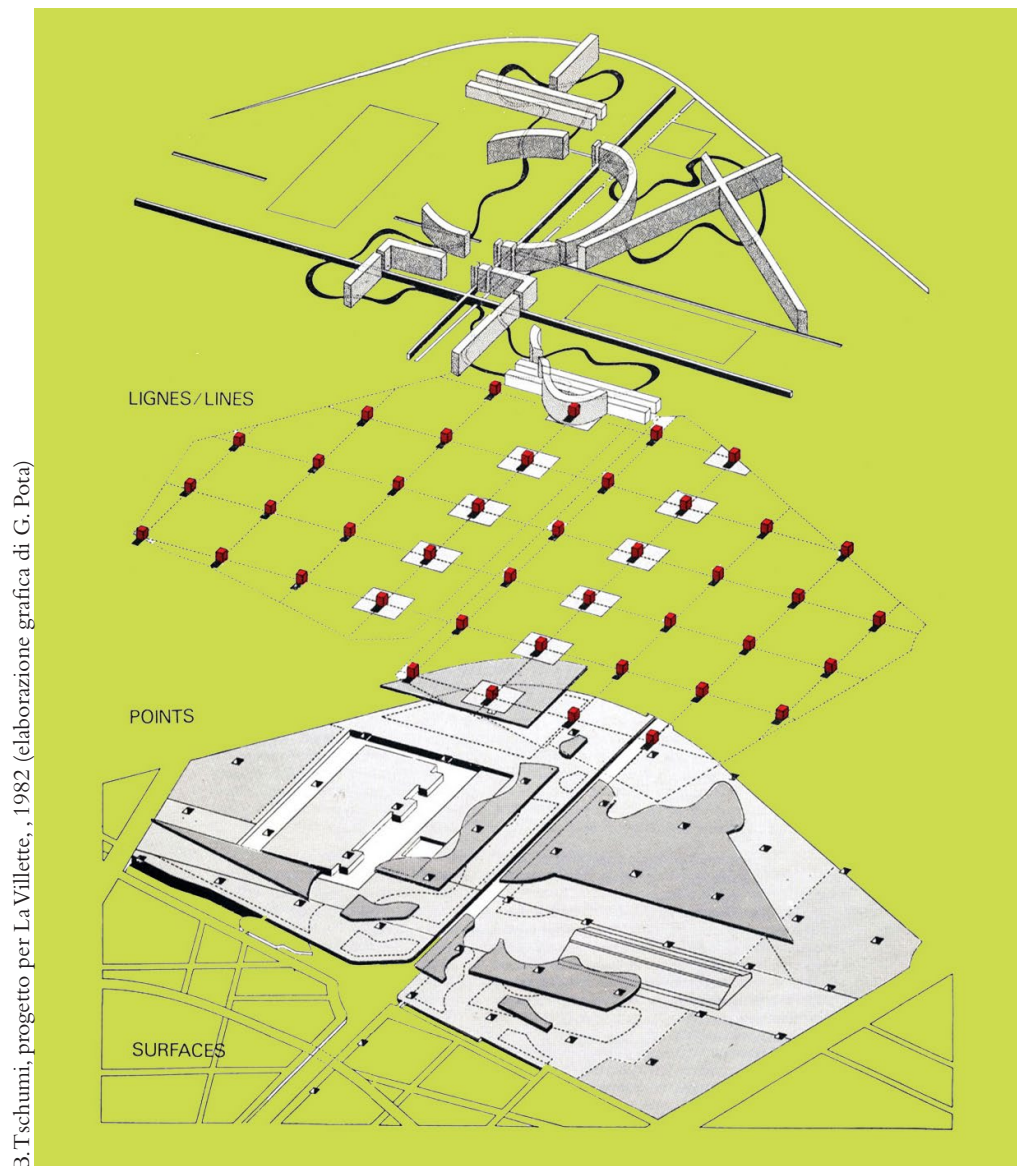 LIGNES/LINES
POINTS
SURFACES
B. Tschumi, progetto per La Villette, , 1982 (elaborazione grafica di G. Pota)